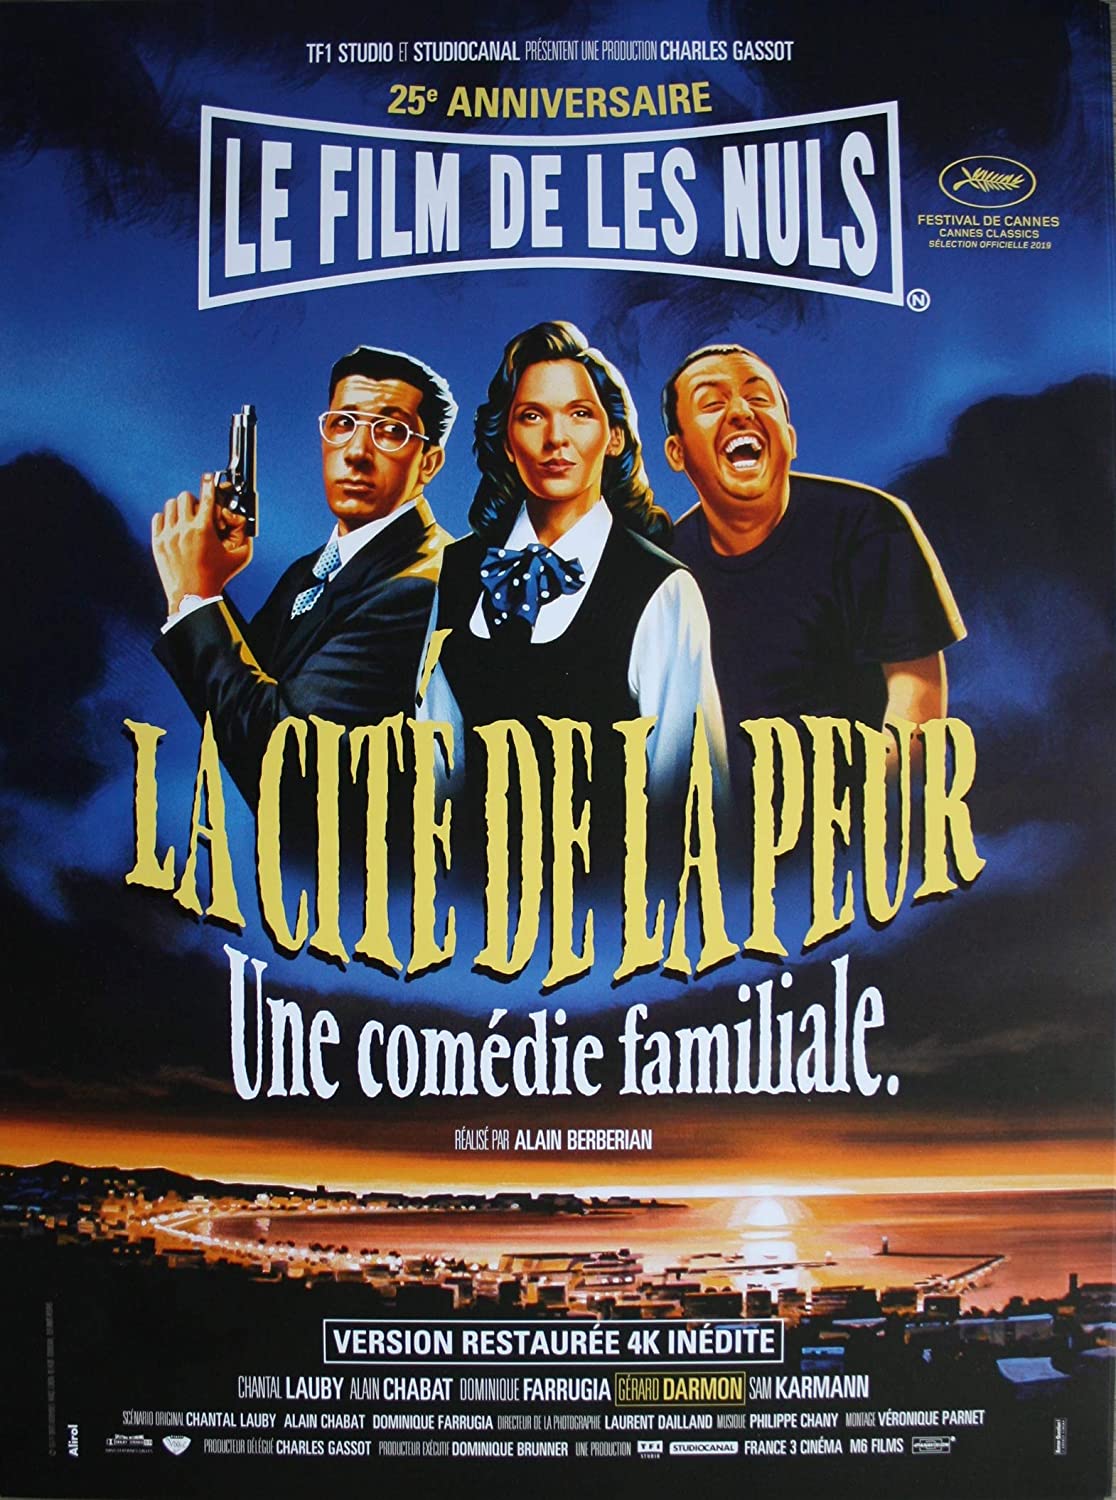 TF1 STUDIO ET STUDIOCANAL PRÉSENTENT UNE PRODUCTION CHARLES GASSOT
25e ANNIVERSAIRE
LE FILM DE LES NULS
N
FESTIVAL DE CANNES
CANNES CLASSICS
SÉLECTION OFFICIELLE 2019
LA CITÉ DE LA PEUR
Une comédie familiale.
RÉALISÉ PAR ALAIN BERBERIAN
VERSION RESTAURÉE 4K INÉDITE
CHANTAL LAUBY ALAIN CHABAT DOMINIQUE FARRUGIA GÉRARD DARMON SAM KARMANN
SCÉNARIO ORIGINAL CHANTAL LAUBY ALAIN CHABAT DOMINIQUE FARRUGIA DIRECTEUR DE LA PHOTOGRAPHIE LAURENT DAILLAND MUSIQUE PHILIPPE CHANY MONTAGE VÉRONIQUE PARNET
PRODUCTEUR DÉLÉGUÉ CHARLES GASSOT PRODUCTEUR EXÉCUTIF DOMINIQUE BRUNNER UNE PRODUCTION TF1 STUDIO STUDIOCANAL FRANCE 3 CINÉMA M6 FILMS
Alirol